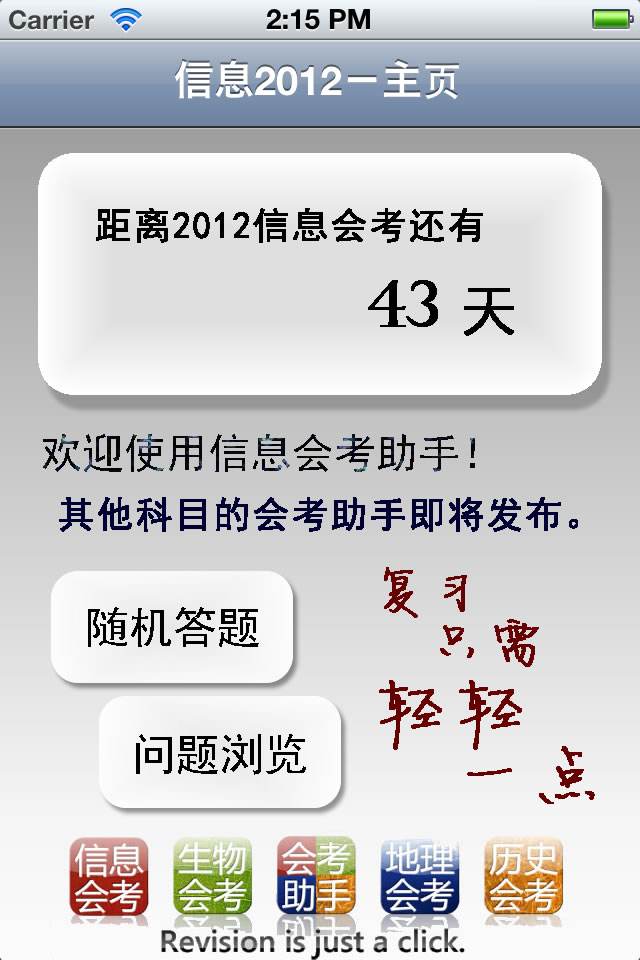 Carrier 2:15 PM
信息2012－主页
距离2012信息会考还有
43 天
欢迎使用信息会考助手！
其他科目的会考助手即将发布。
随机答题
问题浏览
复习
只需
轻轻
一点
信息 生物 会考 地理 历史
会考 会考 助手 会考 会考
Revision is just a click.